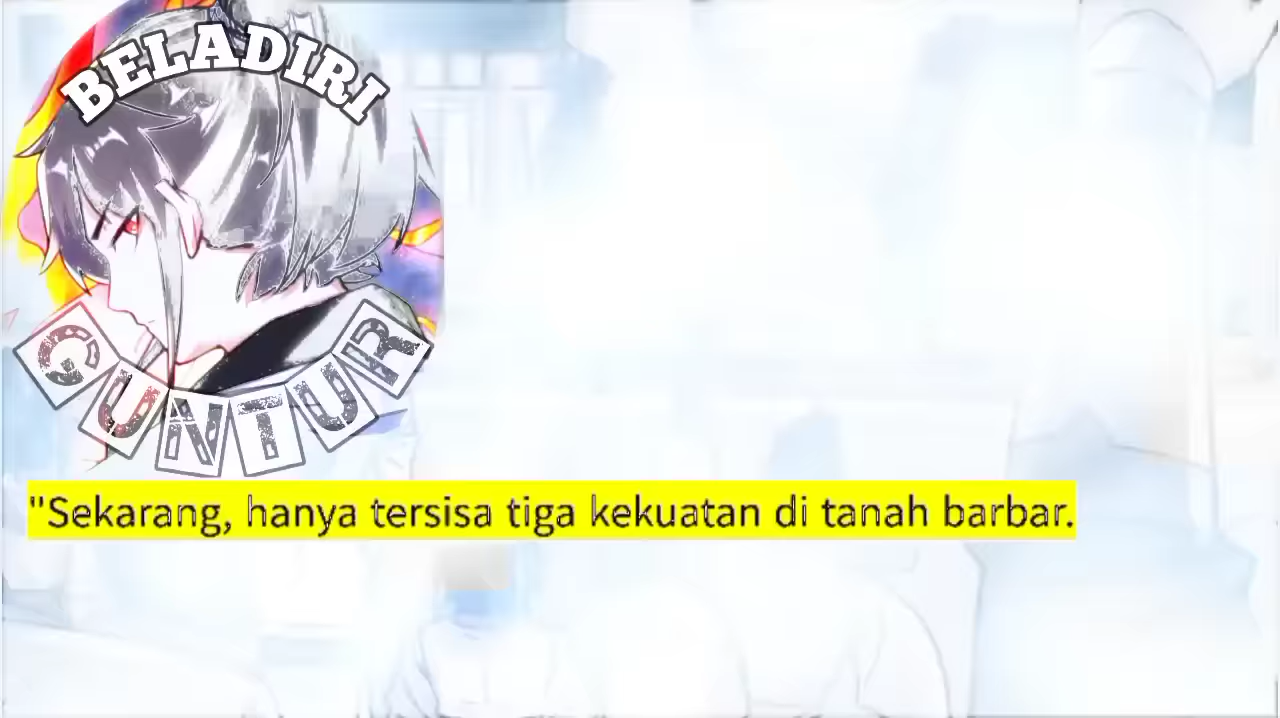 BELADIRI
GUNTUR
"Sekarang, hanya tersisa tiga kekuatan di tanah barbar.